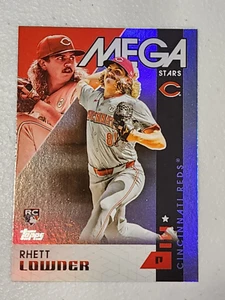 MEGA
STARS
C
CINCINNATI REDS®
P
RC
Topps
RHETT
LOWDER